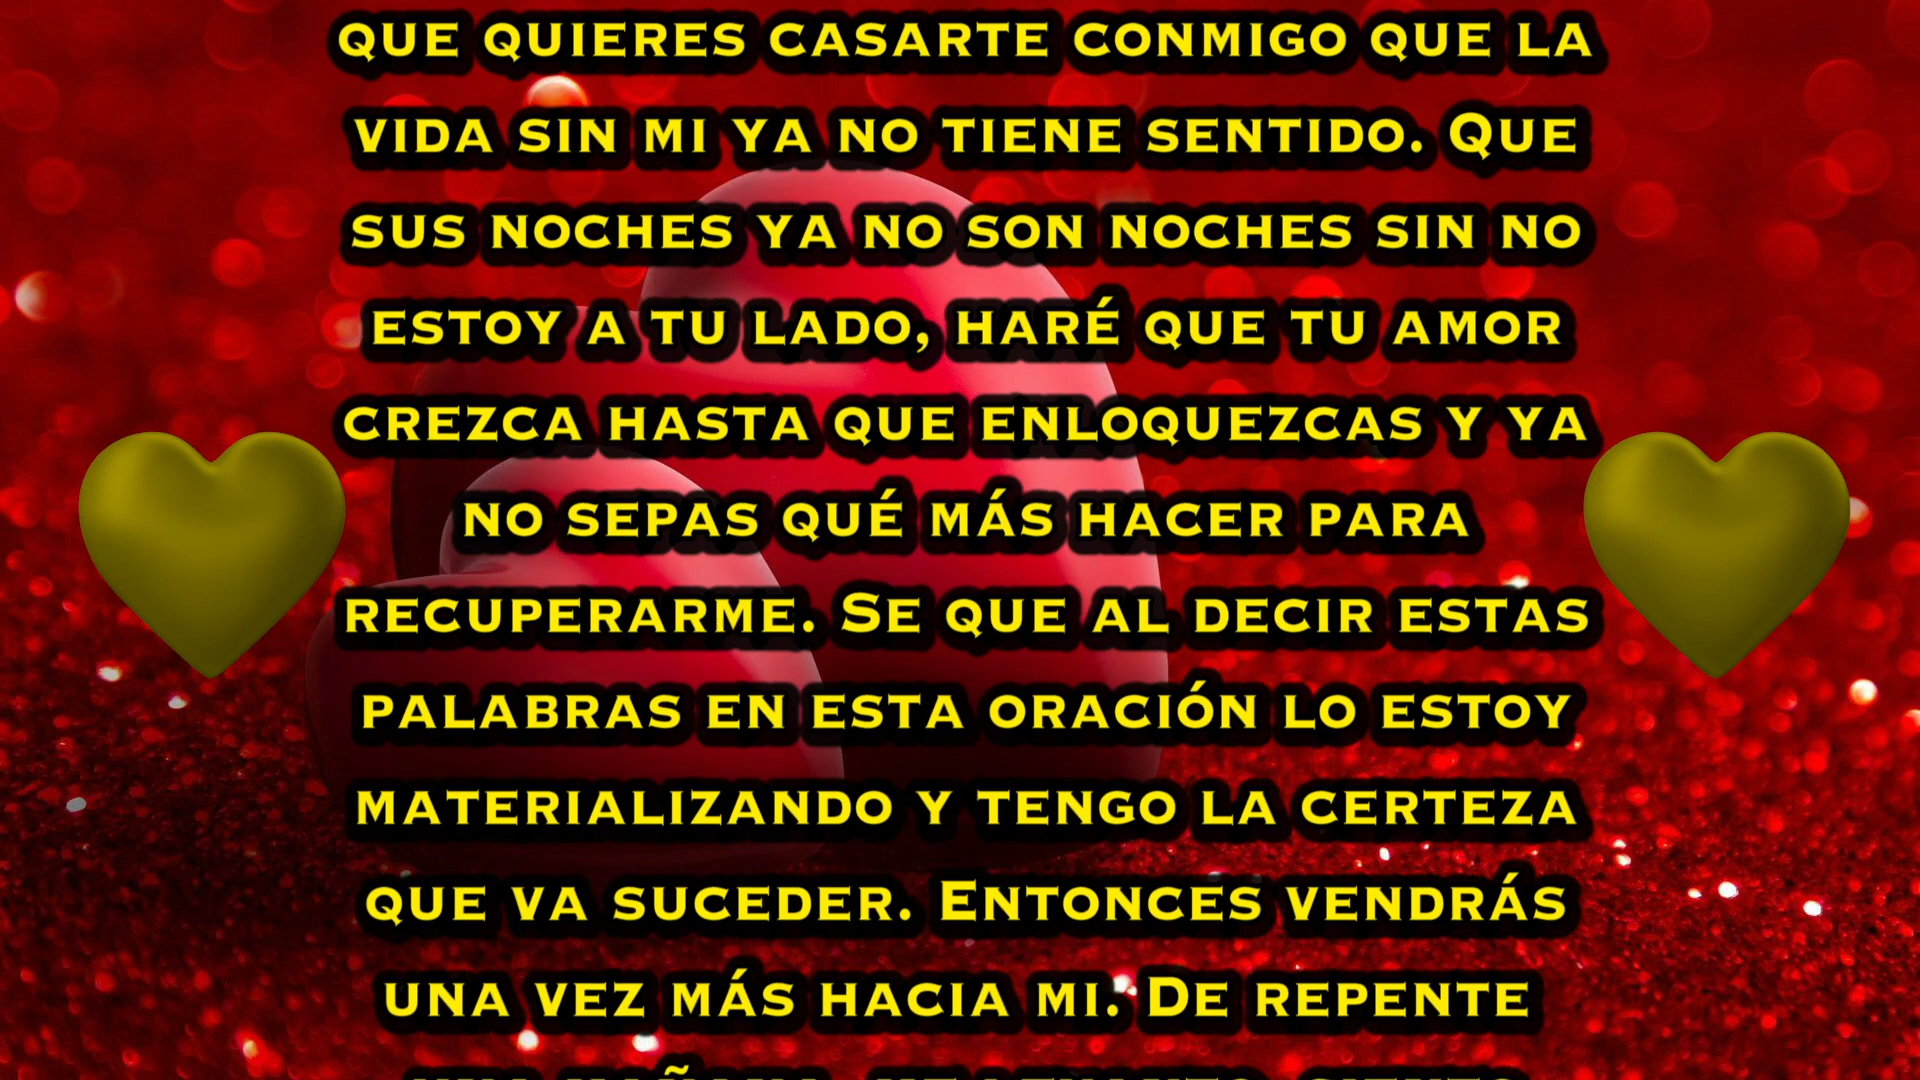 QUE QUIERES CASARTE CONMIGO QUE LA
VIDA SIN MI YA NO TIENE SENTIDO. QUE
SUS NOCHES YA NO SON NOCHES SIN NO
ESTOY A TU LADO, HARÉ QUE TU AMOR
CREZCA HASTA QUE ENLOQUEZCAS Y YA
NO SEPAS QUÉ MÁS HACER PARA
RECUPERARME. SE QUE AL DECIR ESTAS
PALABRAS EN ESTA ORACIÓN LO ESTOY
MATERIALIZANDO Y TENGO LA CERTEZA
QUE VA SUCEDER. ENTONCES VENDRÁS
UNA VEZ MÁS HACIA MI. DE REPENTE